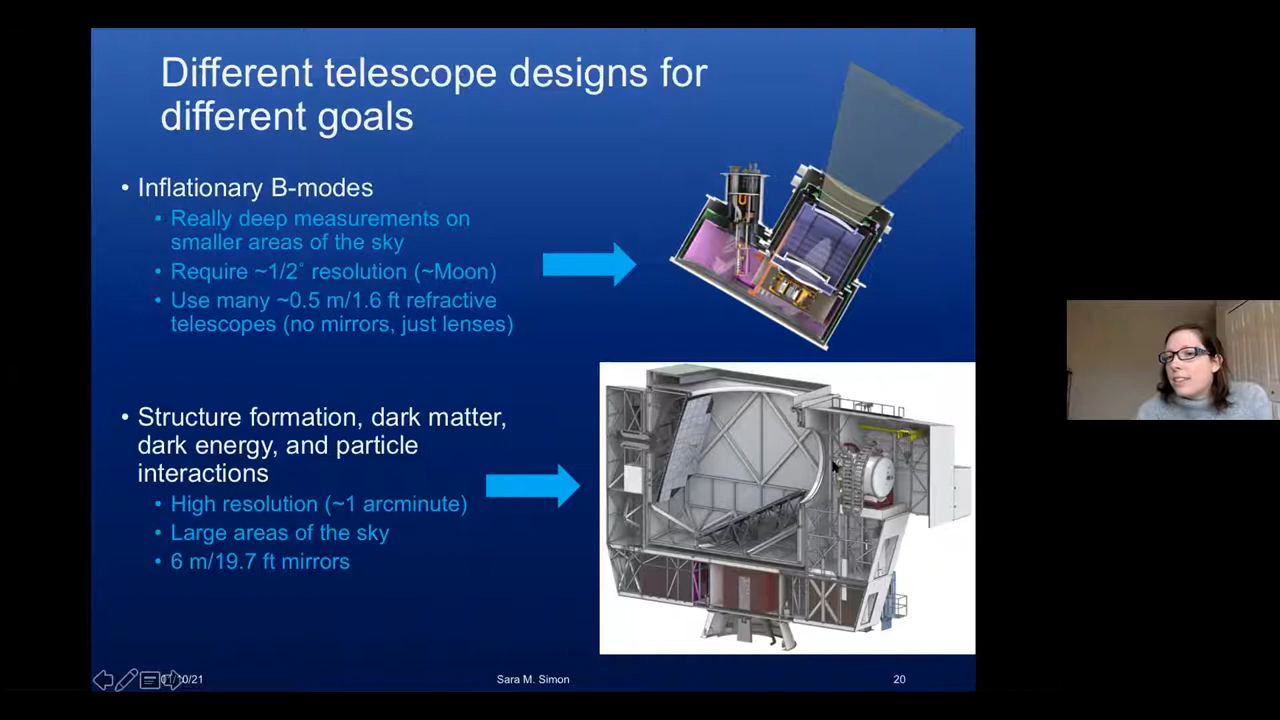 Different telescope designs for
different goals
• Inflationary B-modes
• Really deep measurements on
smaller areas of the sky
• Require ~1/2˚ resolution (~Moon)
• Use many ~0.5 m/1.6 ft refractive
telescopes (no mirrors, just lenses)
• Structure formation, dark matter,
dark energy, and particle
interactions
• High resolution (~1 arcminute)
• Large areas of the sky
• 6 m/19.7 ft mirrors
/10/21
Sara M. Simon
20